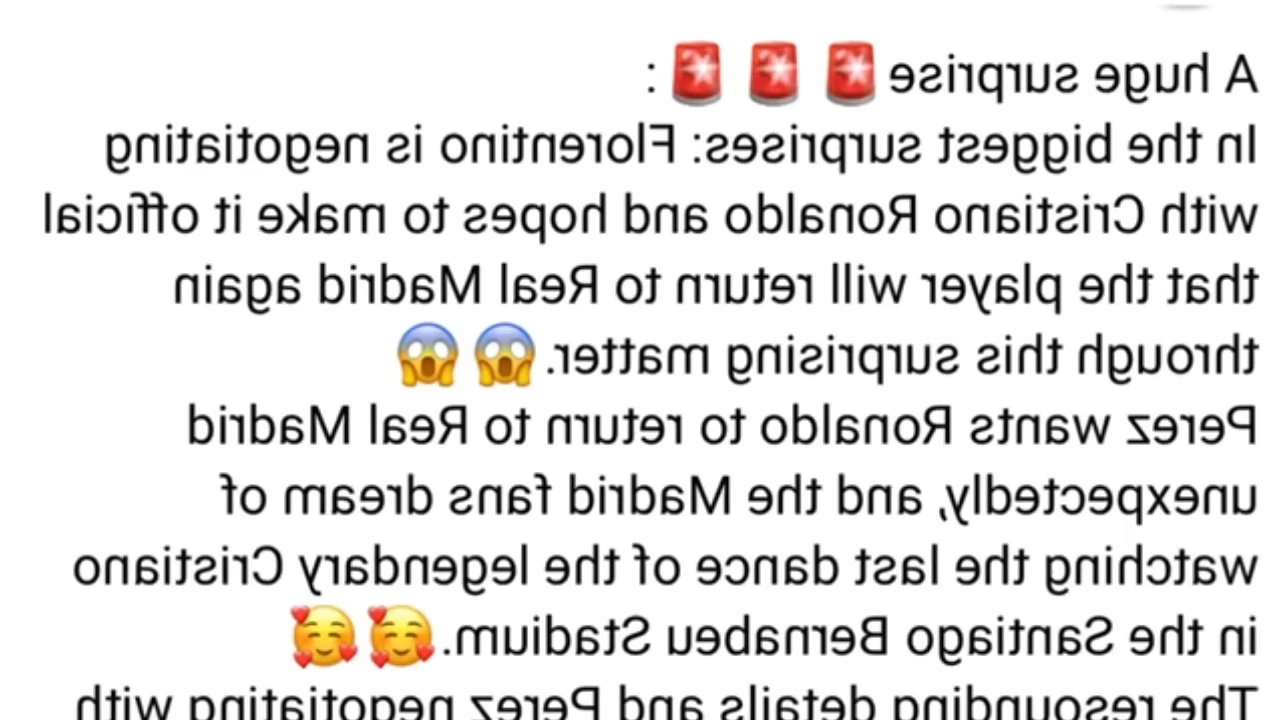 A huge surprise 🚨 🚨 🚨 :
In the biggest surprises: Florentino is negotiating
with Cristiano Ronaldo and hopes to make it official
that the player will return to Real Madrid again
through this surprising matter. 😱 😱
Perez wants Ronaldo to return to Real Madrid
unexpectedly, and the Madrid fans dream of
watching the last dance of the legendary Cristiano
in the Santiago Bernabeu Stadium. 🥰 🥰
The resounding details and Perez negotiating with